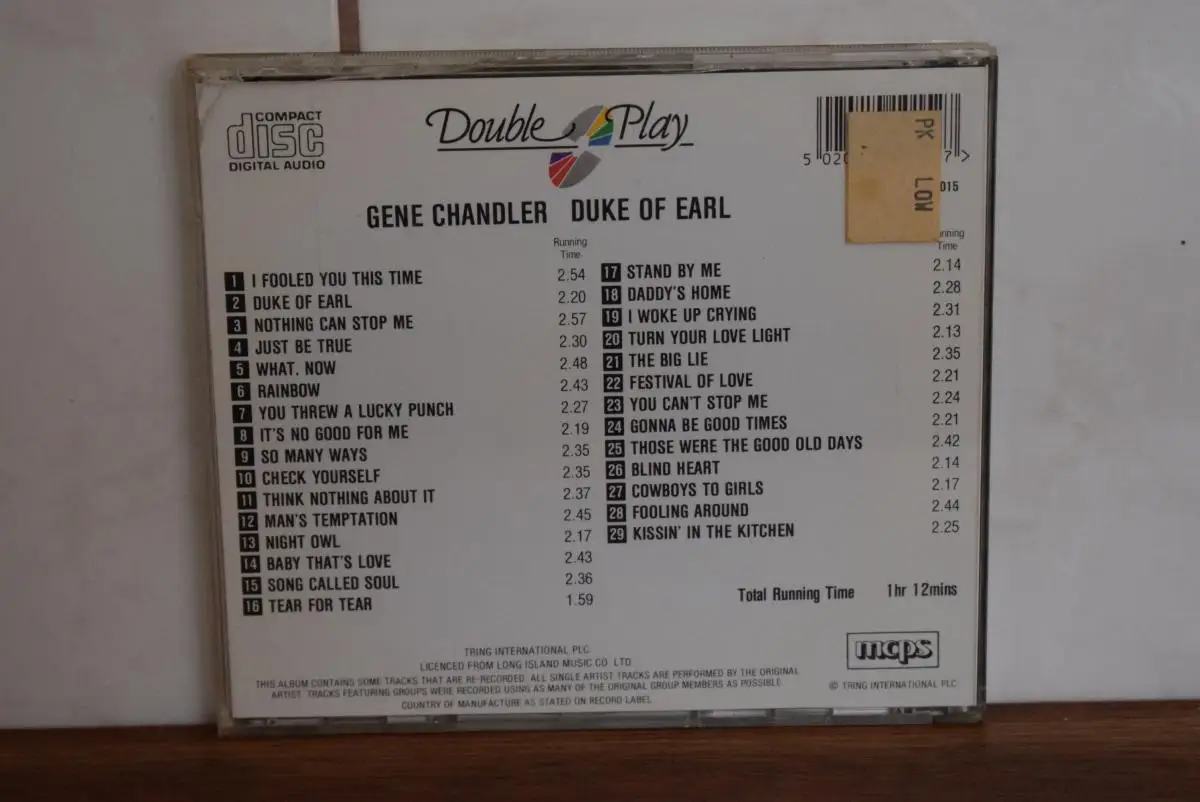 COMPACT
disc
DIGITAL AUDIO
Double Play
5 020 7 >
PK LOW
015
GENE CHANDLER DUKE OF EARL
Running
Time
1 I FOOLED YOU THIS TIME 2.54
2 DUKE OF EARL 2.20
3 NOTHING CAN STOP ME 2.57
4 JUST BE TRUE 2.30
5 WHAT. NOW 2.48
6 RAINBOW 2.43
7 YOU THREW A LUCKY PUNCH 2.27
8 IT'S NO GOOD FOR ME 2.19
9 SO MANY WAYS 2.35
10 CHECK YOURSELF 2.35
11 THINK NOTHING ABOUT IT 2.37
12 MAN'S TEMPTATION 2.45
13 NIGHT OWL 2.17
14 BABY THAT'S LOVE 2.43
15 SONG CALLED SOUL 2.36
16 TEAR FOR TEAR 1.59
Time
17 STAND BY ME 2.14
18 DADDY'S HOME 2.28
19 I WOKE UP CRYING 2.31
20 TURN YOUR LOVE LIGHT 2.13
21 THE BIG LIE 2.35
22 FESTIVAL OF LOVE 2.21
23 YOU CAN'T STOP ME 2.24
24 GONNA BE GOOD TIMES 2.21
25 THOSE WERE THE GOOD OLD DAYS 2.42
26 BLIND HEART 2.14
27 COWBOYS TO GIRLS 2.17
28 FOOLING AROUND 2.44
29 KISSIN' IN THE KITCHEN 2.25
Total Running Time 1hr 12mins
mcps
TRING INTERNATIONAL PLC
LICENCED FROM LONG ISLAND MUSIC CO LTD
THIS ALBUM CONTAINS SOME TRACKS THAT ARE RE-RECORDED. ALL SINGLE ARTIST TRACKS ARE PERFORMED BY THE ORIGINAL
ARTIST. TRACKS FEATURING GROUPS WERE RECORDED USING AS MANY OF THE ORIGINAL GROUP MEMBERS AS POSSIBLE
COUNTRY OF MANUFACTURE AS STATED ON RECORD LABEL
© TRING INTERNATIONAL PLC